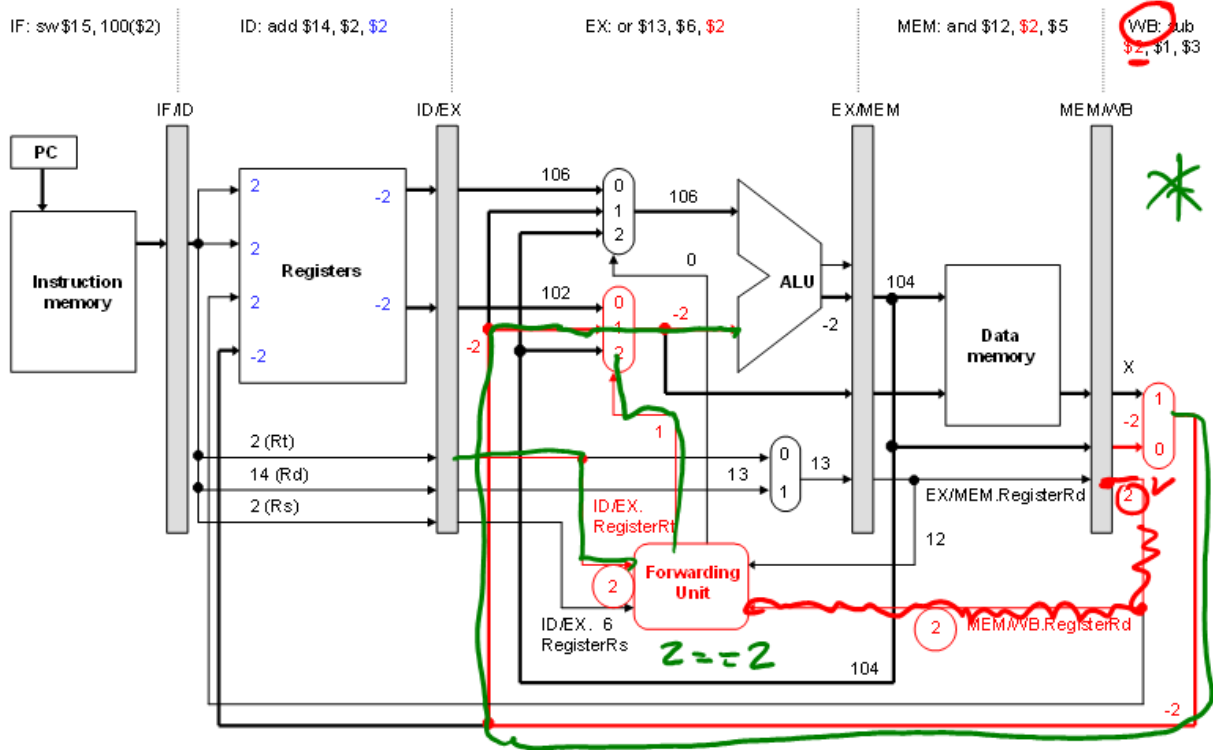 IF: sw $15, 100($2)
ID: add $14, $2, $2
EX: or $13, $6, $2
MEM: and $12, $2, $5
WB: sub
$2, $1, $3
IF/ID
ID/EX
EX/MEM
MEM/WB
PC
Instruction
memory
2
2
2
-2
-2
-2
Registers
106
0
1
2
106
0
102
0
1
2
-2
-2
1
ALU
-2
104
Data
memory
X
1
-2
0
2 (Rt)
14 (Rd)
2 (Rs)
13
0
1
13
EX/MEM.RegisterRd
2
ID/EX.
RegisterRt
12
Forwarding
Unit
2
ID/EX. 6
RegisterRs
2
MEM/WB.RegisterRd
2 == 2
104
-2